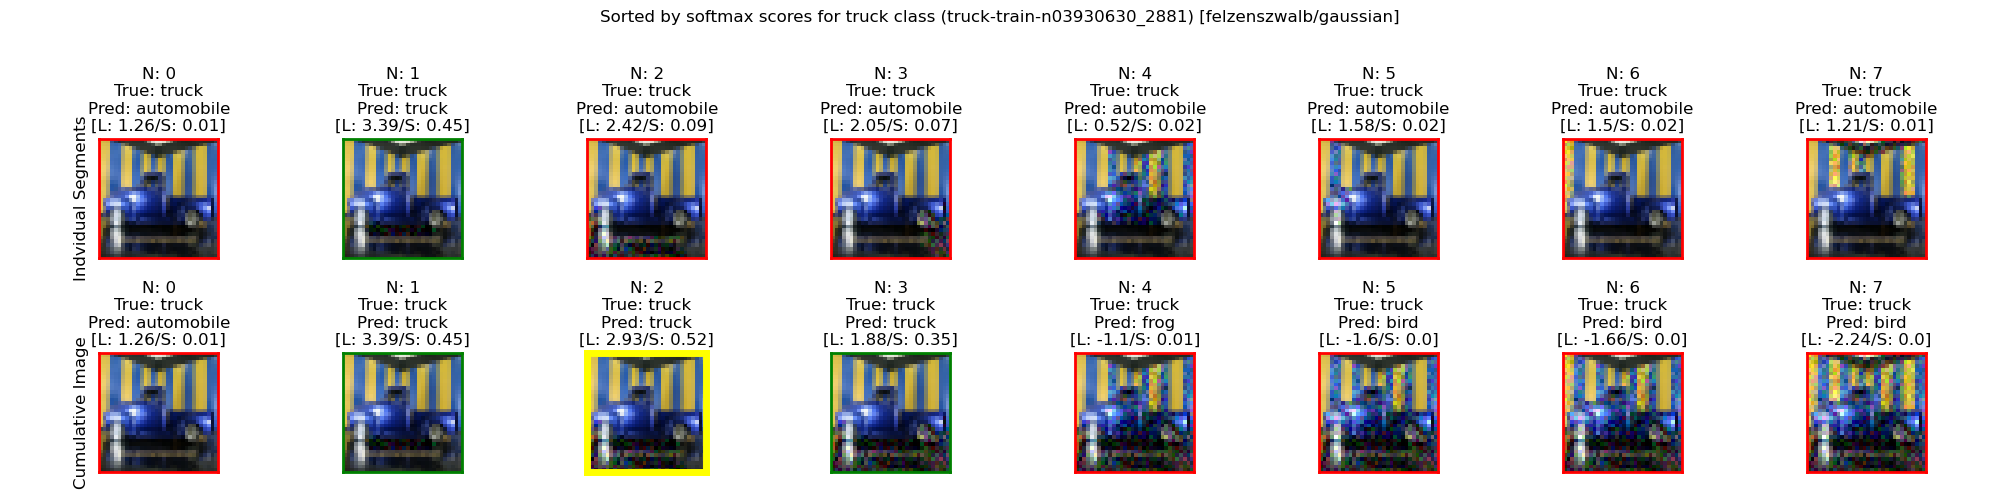 Sorted by softmax scores for truck class (truck-train-n03930630_2881) [felzenszwalb/gaussian]
Indvidual Segments
N: 0
True: truck
Pred: automobile
[L: 1.26/S: 0.01]
N: 1
True: truck
Pred: truck
[L: 3.39/S: 0.45]
N: 2
True: truck
Pred: automobile
[L: 2.42/S: 0.09]
N: 3
True: truck
Pred: automobile
[L: 2.05/S: 0.07]
N: 4
True: truck
Pred: automobile
[L: 0.52/S: 0.02]
N: 5
True: truck
Pred: automobile
[L: 1.58/S: 0.02]
N: 6
True: truck
Pred: automobile
[L: 1.5/S: 0.02]
N: 7
True: truck
Pred: automobile
[L: 1.21/S: 0.01]
Cumulative Image
N: 0
True: truck
Pred: automobile
[L: 1.26/S: 0.01]
N: 1
True: truck
Pred: truck
[L: 3.39/S: 0.45]
N: 2
True: truck
Pred: truck
[L: 2.93/S: 0.52]
N: 3
True: truck
Pred: truck
[L: 1.88/S: 0.35]
N: 4
True: truck
Pred: frog
[L: -1.1/S: 0.01]
N: 5
True: truck
Pred: bird
[L: -1.6/S: 0.0]
N: 6
True: truck
Pred: bird
[L: -1.66/S: 0.0]
N: 7
True: truck
Pred: bird
[L: -2.24/S: 0.0]